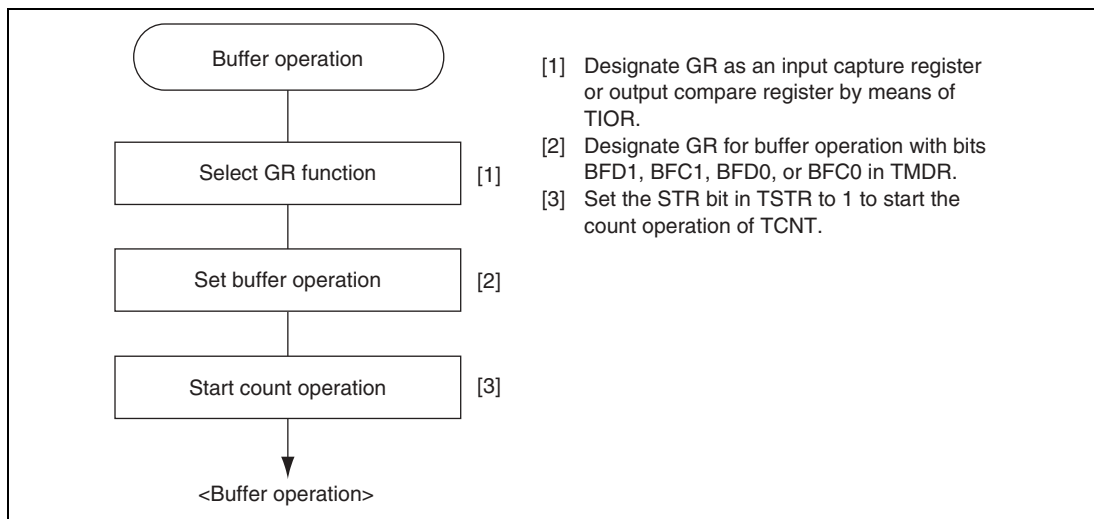 Buffer operation
Select GR function
[1]
Set buffer operation
[2]
Start count operation
[3]
<Buffer operation>
[1] Designate GR as an input capture register
or output compare register by means of
TIOR.
[2] Designate GR for buffer operation with bits
BFD1, BFC1, BFD0, or BFC0 in TMDR.
[3] Set the STR bit in TSTR to 1 to start the
count operation of TCNT.